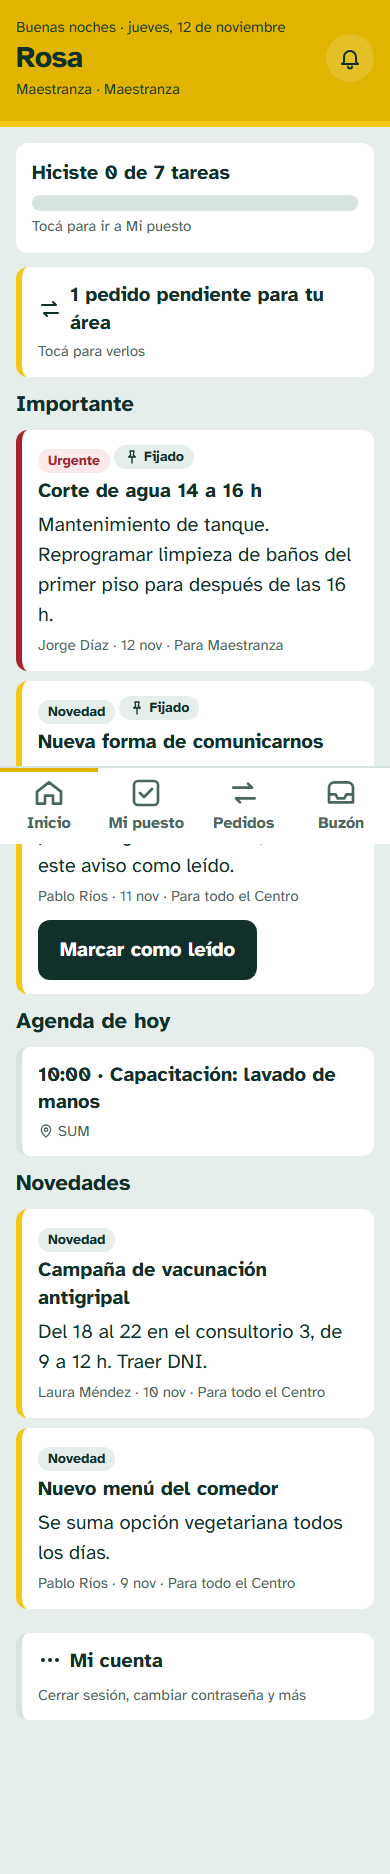 Buenas noches · jueves, 12 de noviembre
Rosa
Maestranza · Maestranza
Hiciste 0 de 7 tareas
Tocá para ir a Mi puesto
1 pedido pendiente para tu
área
Tocá para verlos
Importante
Urgente Fijado
Corte de agua 14 a 16 h
Mantenimiento de tanque.
Reprogramar limpieza de baños del
primer piso para después de las 16
h.
Jorge Díaz · 12 nov · Para Maestranza
Novedad Fijado
Nueva forma de comunicarnos
Inicio Mi puesto Pedidos Buzón
este aviso como leído.
Pablo Ríos · 11 nov · Para todo el Centro
Marcar como leído
Agenda de hoy
10:00 · Capacitación: lavado de
manos
SUM
Novedades
Novedad
Campaña de vacunación
antigripal
Del 18 al 22 en el consultorio 3, de
9 a 12 h. Traer DNI.
Laura Méndez · 10 nov · Para todo el Centro
Novedad
Nuevo menú del comedor
Se suma opción vegetariana todos
los días.
Pablo Ríos · 9 nov · Para todo el Centro
Mi cuenta
Cerrar sesión, cambiar contraseña y más